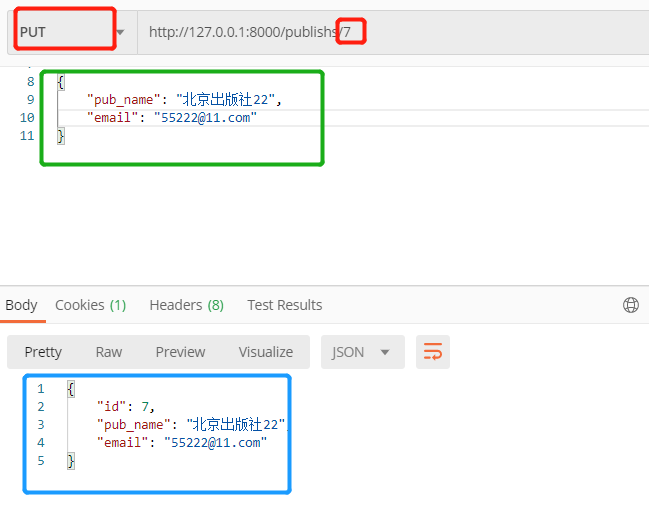 PUT http://127.0.0.1:8000/publishs/7
8 {
9 "pub_name": "北京出版社22",
10 "email": "55222@11.com"
11 }
Body Cookies (1) Headers (8) Test Results
Pretty Raw Preview Visualize JSON
1 {
2 "id": 7,
3 "pub_name": "北京出版社22",
4 "email": "55222@11.com"
5 }